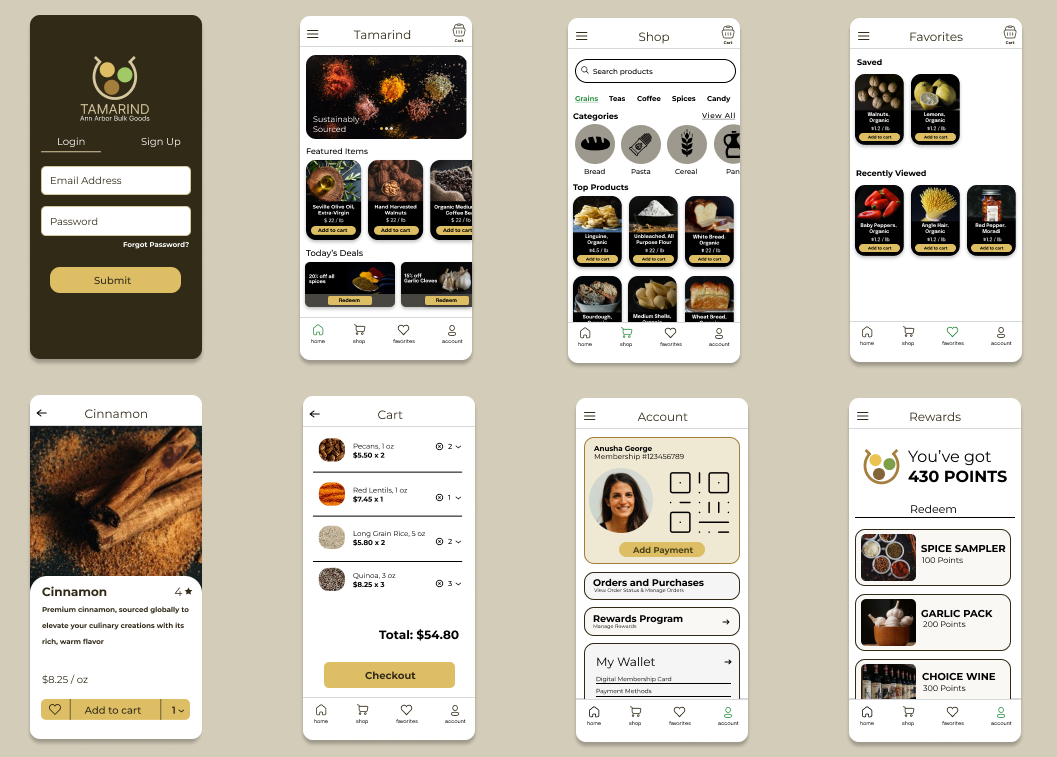 TAMARIND
Ann Arbor Bulk Goods
Login
Sign Up
Email Address
Password
Forgot Password?
Submit
Tamarind
Cart
Sustainably
Sourced
Featured Items
Seville Olive Oil,
Extra-Virgin
$ 22 / lb
Add to cart
Hand Harvested
Walnuts
$ 22 / lb
Add to cart
Organic Medium
Coffee Bea
$ 22 / lb
Add to cart
Today's Deals
20% off all
spices
Redeem
15% off
Garlic Cloves
Redeem
home
shop
favorites
account
Shop
Cart
Search products
Grains
Teas
Coffee
Spices
Candy
Categories
View All
Bread
Pasta
Cereal
Pan
Top Products
Linguine,
Organic
$4.5 / lb
Add to cart
Unbleached, All
Purpose Flour
$ 22 / lb
Add to cart
White Bread,
Organic
$ 22 / lb
Add to cart
Sourdough,
Medium Shells,
Wheat Bread,
home
shop
favorites
account
Favorites
Cart
Saved
Walnuts,
Organic
$1.2 / lb
Add to cart
Lemons,
Organic
$1.2 / lb
Add to cart
Recently Viewed
Baby Peppers,
Organic
$1.2 / lb
Add to cart
Angle Hair,
Organic
$1.2 / lb
Add to cart
Red Pepper,
Moradi
$1.2 / lb
Add to cart
home
shop
favorites
account
Cinnamon
Cinnamon
4
Premium cinnamon, sourced globally to
elevate your culinary creations with its
rich, warm flavor
$8.25 / oz
Add to cart
1
Cart
Pecans, 1 oz
$5.50 x 2
2
Red Lentils, 1 oz
$7.45 x 1
1
Long Grain Rice, 5 oz
$5.80 x 2
2
Quinoa, 3 oz
$8.25 x 3
3
Total: $54.80
Checkout
home
shop
favorites
account
Account
Anusha George
Membership #123456789
Add Payment
Orders and Purchases
View Order Status & Manage Orders
Rewards Program
Manage Rewards
My Wallet
Digital Membership Card
Payment Methods
home
shop
favorites
account
Rewards
You've got
430 POINTS
Redeem
SPICE SAMPLER
100 Points
GARLIC PACK
200 Points
CHOICE WINE
300 Points
home
shop
favorites
account